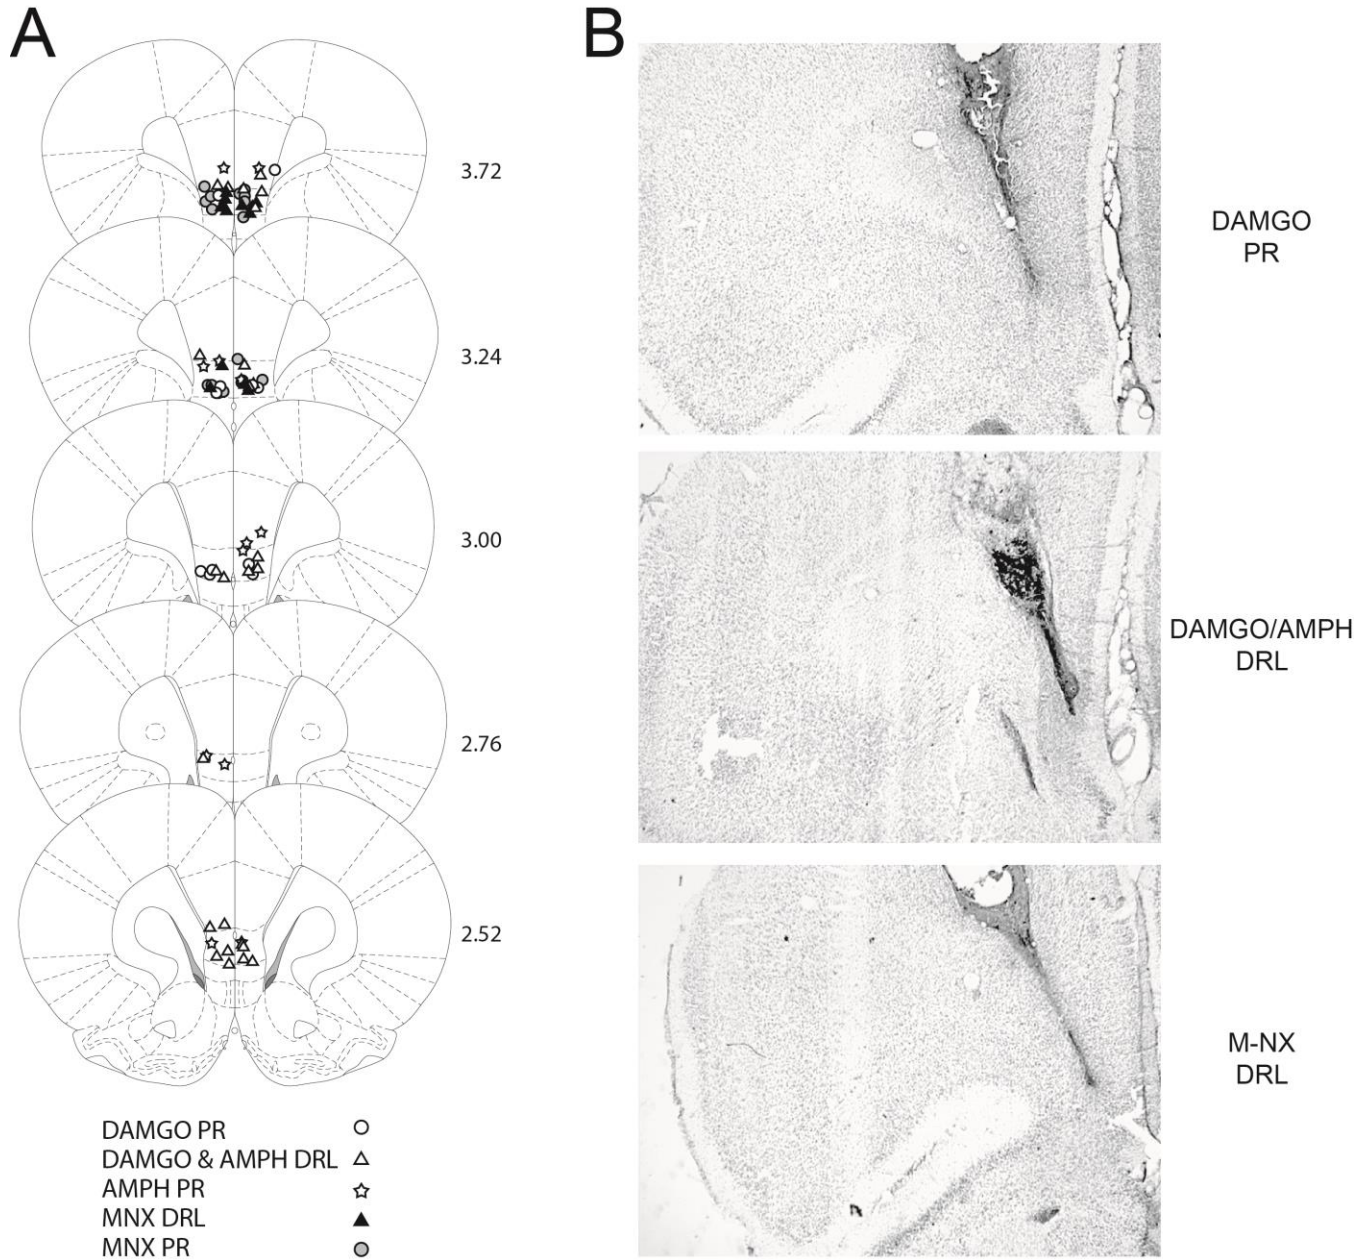 A
3.72
3.24
3.00
2.76
2.52
DAMGO PR
DAMGO & AMPH DRL
AMPH PR
MNX DRL
MNX PR
B
DAMGO
PR
DAMGO/AMPH
DRL
M-NX
DRL